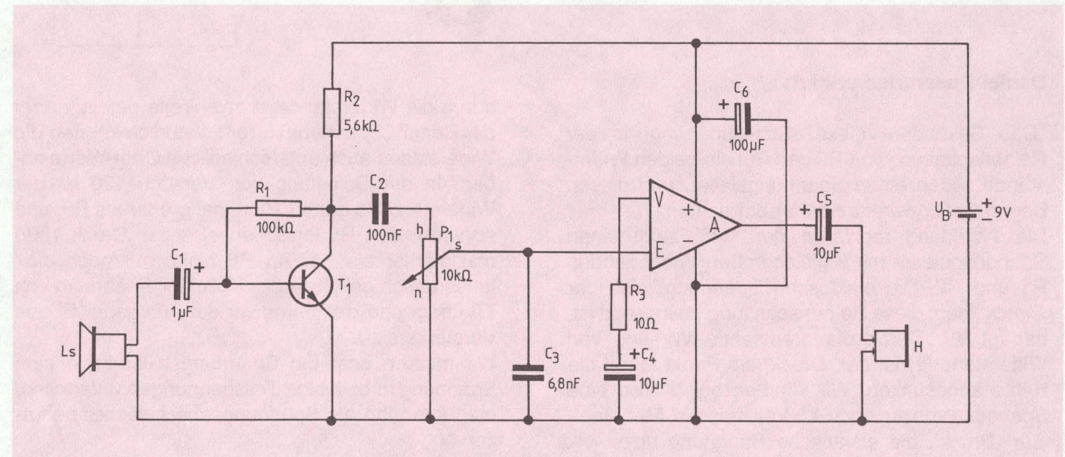 R2
5,6kΩ
R1
100kΩ
C2
100nF
h
P1
s
10kΩ
n
C1
+
1µF
T1
Ls
C3
6,8nF
V
E
+
−
A
R3
10Ω
+
C4
10µF
C6
+
100µF
C5
+
10µF
H
UB
+
−
9V